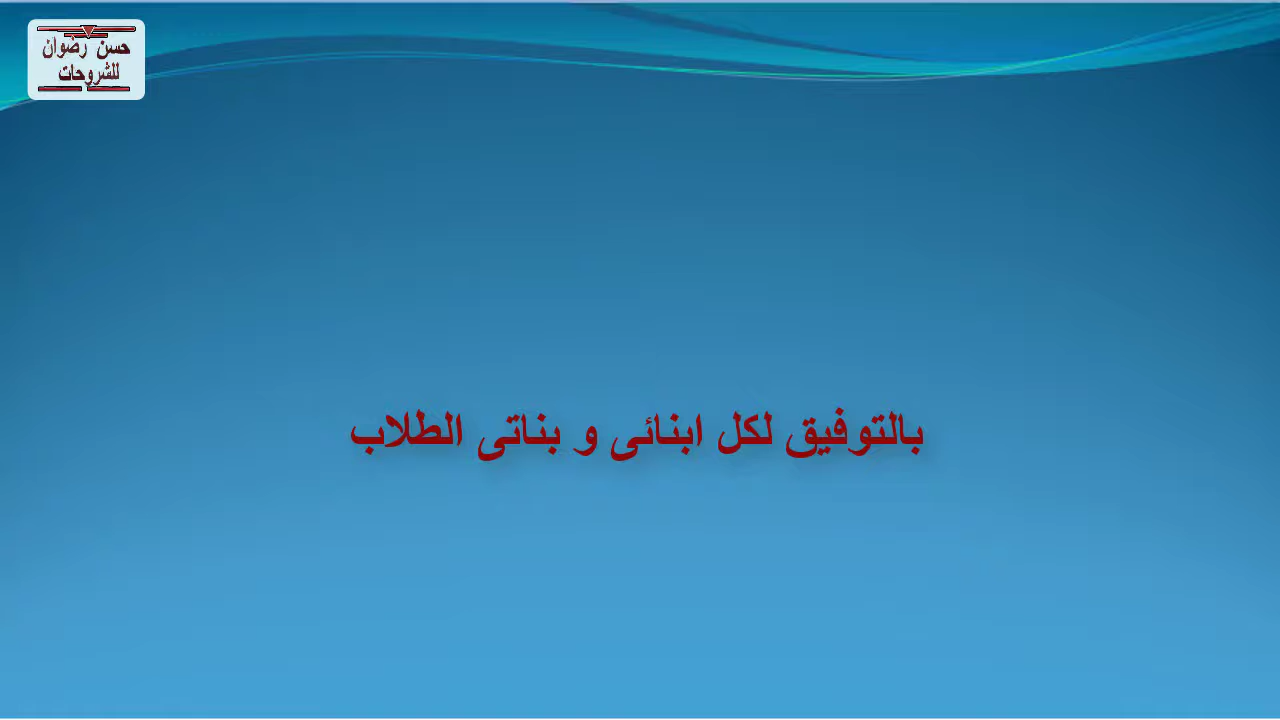 حسن رضوان
للشروحات
بالتوفيق لكل ابنائى و بناتى الطلاب